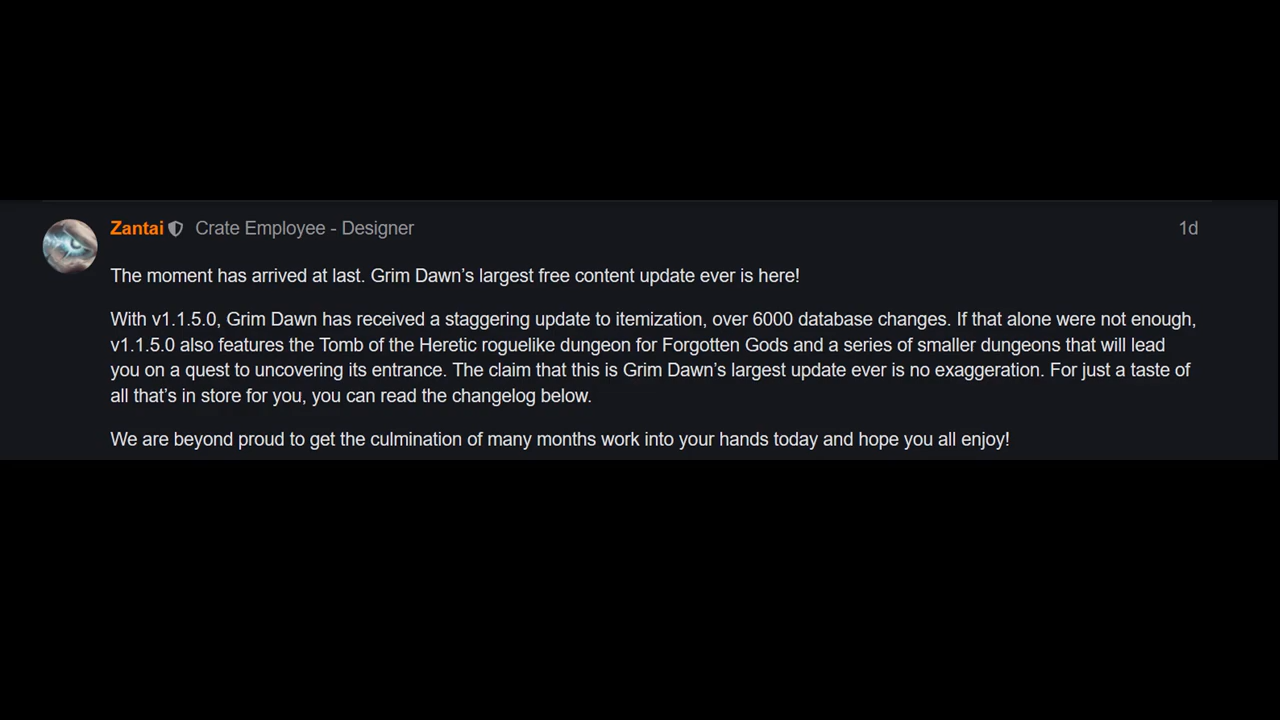 Zantai Crate Employee - Designer 1d
The moment has arrived at last. Grim Dawn’s largest free content update ever is here!
With v1.1.5.0, Grim Dawn has received a staggering update to itemization, over 6000 database changes. If that alone were not enough,
v1.1.5.0 also features the Tomb of the Heretic roguelike dungeon for Forgotten Gods and a series of smaller dungeons that will lead
you on a quest to uncovering its entrance. The claim that this is Grim Dawn’s largest update ever is no exaggeration. For just a taste of
all that’s in store for you, you can read the changelog below.
We are beyond proud to get the culmination of many months work into your hands today and hope you all enjoy!